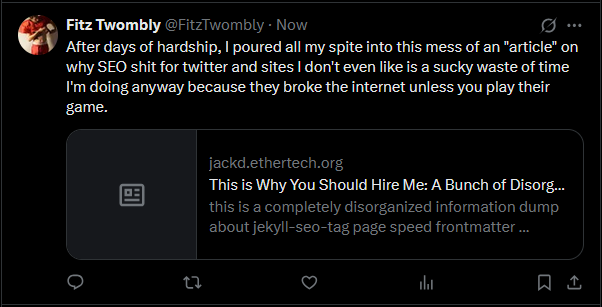 Fitz Twombly @FitzTwombly · Now
After days of hardship, I poured all my spite into this mess of an "article" on
why SEO shit for twitter and sites I don't even like is a sucky waste of time
I'm doing anyway because they broke the internet unless you play their
game.
jackd.ethertech.org
This is Why You Should Hire Me: A Bunch of Disorg...
this is a completely disorganized information dump
about jekyll-seo-tag page speed frontmatter ...